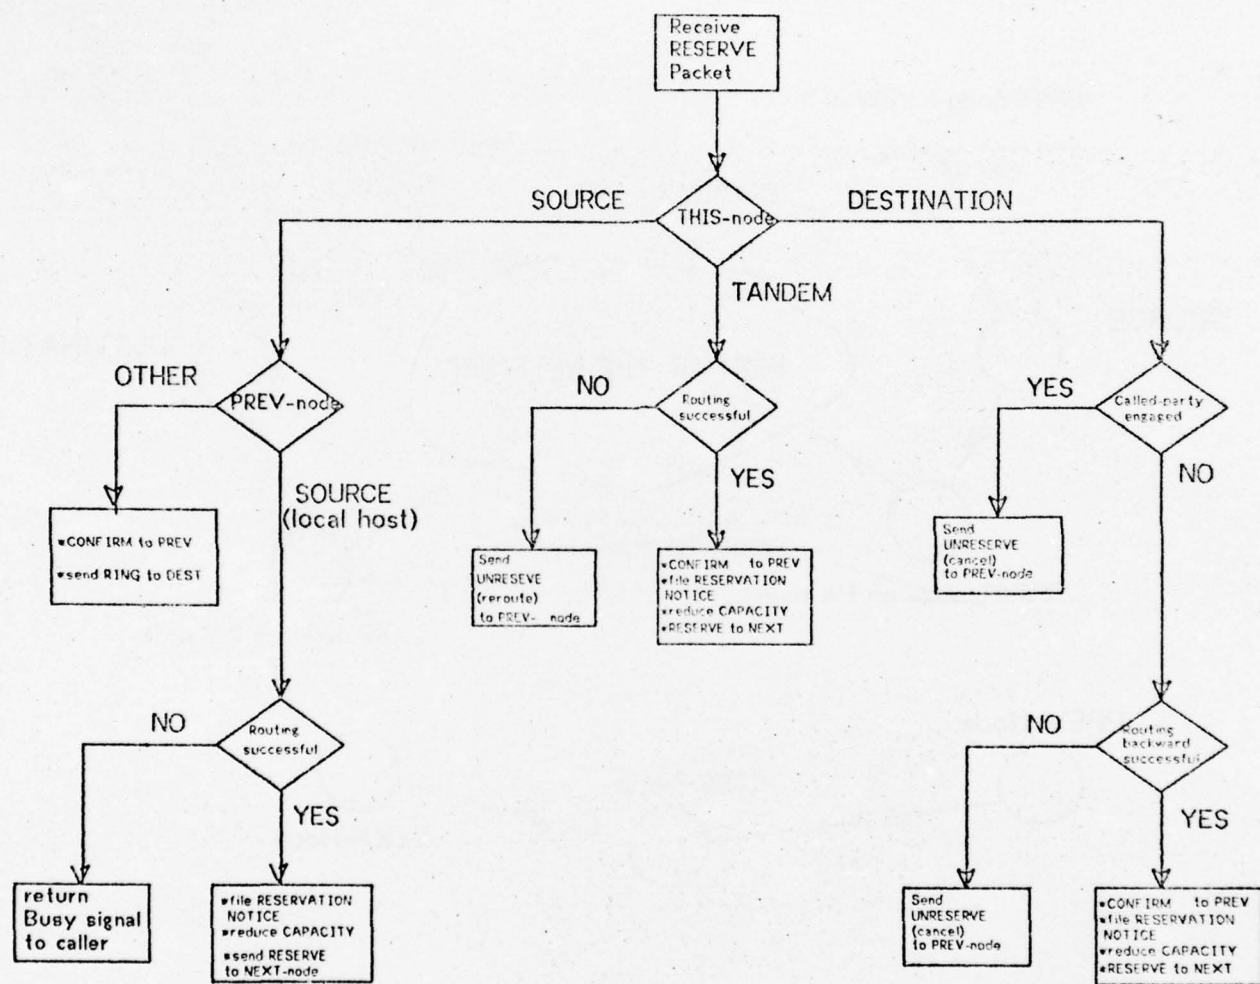 Receive
RESERVE
Packet
SOURCE
THIS-node
DESTINATION
TANDEM
OTHER
PREV-node
NO
Routing
successful
YES
Called-party
engaged
YES
NO
SOURCE
(local host)
*CONFIRM to PREV
*send RING to DEST
Send
UNRESEVE
(reroute)
to PREV- node
*CONFIRM to PREV
*file RESERVATION
NOTICE
*reduce CAPACITY
*RESERVE to NEXT
Send
UNRESERVE
(cancel)
to PREV-node
NO
Routing
successful
YES
NO
Routing
backward
successful
YES
return
Busy signal
to caller
*file RESERVATION
NOTICE
*reduce CAPACITY
*send RESERVE
to NEXT-node
Send
UNRESERVE
(cancel)
to PREV-node
*CONFIRM to PREV
*file RESERVATION
NOTICE
*reduce CAPACITY
*RESERVE to NEXT